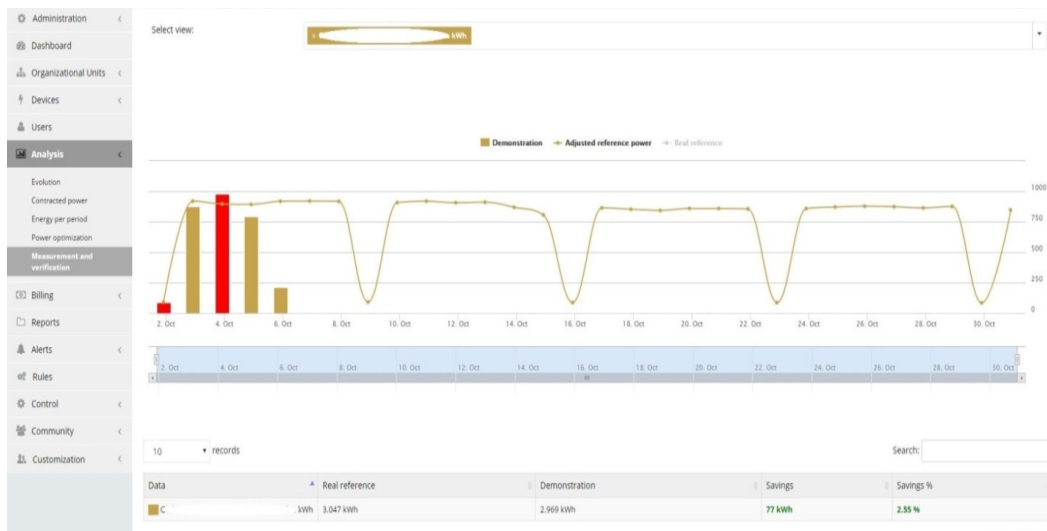 Administration
Dashboard
Organizational Units
Devices
Users
Analysis
Evolution
Contracted power
Energy per period
Power optimization
Measurement and
verification
Billing
Reports
Alerts
Rules
Control
Community
Customization
Select view:
× C kWh
Demonstration Adjusted reference power Real reference
1000
750
500
250
0
2. Oct 4. Oct 6. Oct 8. Oct 10. Oct 12. Oct 14. Oct 16. Oct 18. Oct 20. Oct 22. Oct 24. Oct 26. Oct 28. Oct 30. Oct
2. Oct 4. Oct 6. Oct 8. Oct 10. Oct 12. Oct 14. Oct 16. Oct 18. Oct 20. Oct 22. Oct 24. Oct 26. Oct 28. Oct 30. Oct
10 records Search:
Data Real reference Demonstration Savings Savings %
C kWh 3.047 kWh 2.969 kWh 77 kWh 2.55 %